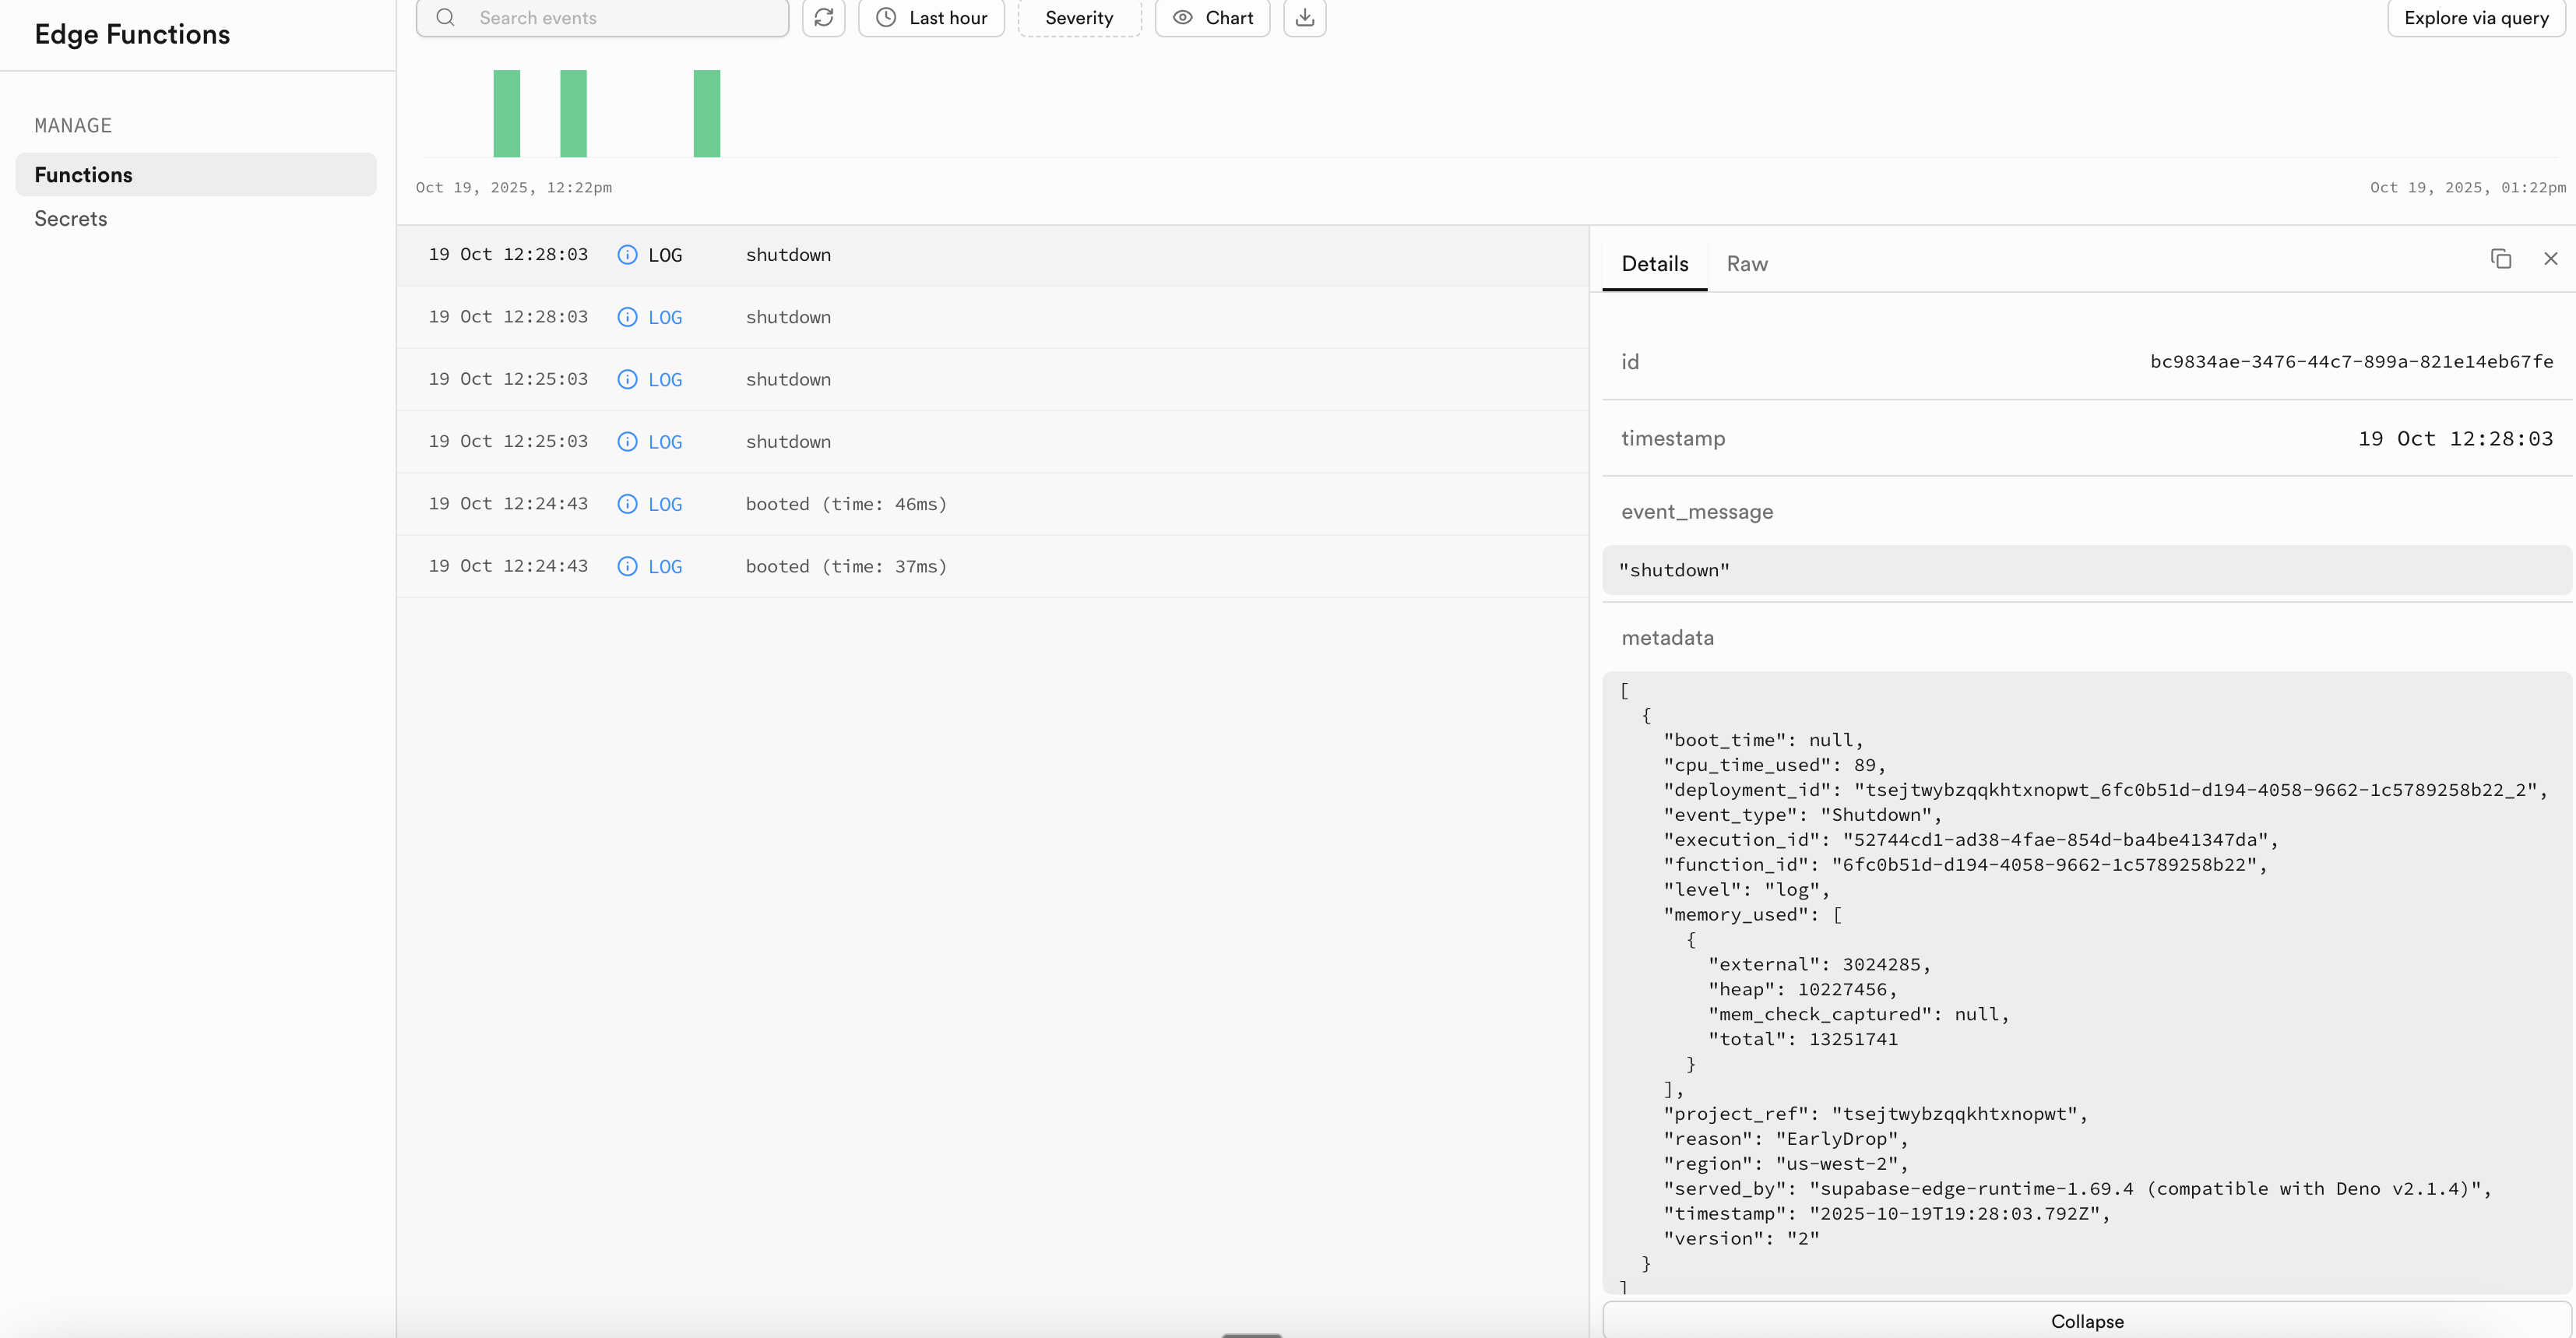 Edge Functions
MANAGE
Functions
Secrets
Search events
Last hour
Severity
Chart
Explore via query
Oct 19, 2025, 12:22pm
Oct 19, 2025, 01:22pm
19 Oct 12:28:03 LOG shutdown
19 Oct 12:28:03 LOG shutdown
19 Oct 12:25:03 LOG shutdown
19 Oct 12:25:03 LOG shutdown
19 Oct 12:24:43 LOG booted (time: 46ms)
19 Oct 12:24:43 LOG booted (time: 37ms)
Details Raw
id bc9834ae-3476-44c7-899a-821e14eb67fe
timestamp 19 Oct 12:28:03
event_message
"shutdown"
metadata
[
{
"boot_time": null,
"cpu_time_used": 89,
"deployment_id": "tsejtwybzqqkhtxnopwt_6fc0b51d-d194-4058-9662-1c5789258b22_2",
"event_type": "Shutdown",
"execution_id": "52744cd1-ad38-4fae-854d-ba4be41347da",
"function_id": "6fc0b51d-d194-4058-9662-1c5789258b22",
"level": "log",
"memory_used": [
{
"external": 3024285,
"heap": 10227456,
"mem_check_captured": null,
"total": 13251741
}
],
"project_ref": "tsejtwybzqqkhtxnopwt",
"reason": "EarlyDrop",
"region": "us-west-2",
"served_by": "supabase-edge-runtime-1.69.4 (compatible with Deno v2.1.4)",
"timestamp": "2025-10-19T19:28:03.792Z",
"version": "2"
}
]
Collapse